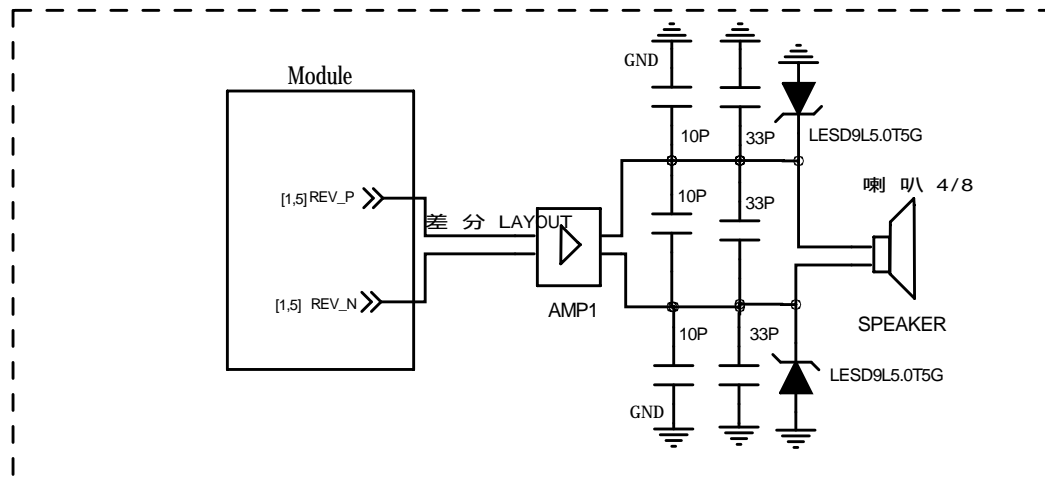 GND
Module
10P
33P
LESD9L5.0T5G
喇 叭 4/8
[1,5] REV_P
10P
33P
差 分 LAYOUT
[1,5] REV_N
AMP1
SPEAKER
10P
33P
LESD9L5.0T5G
GND